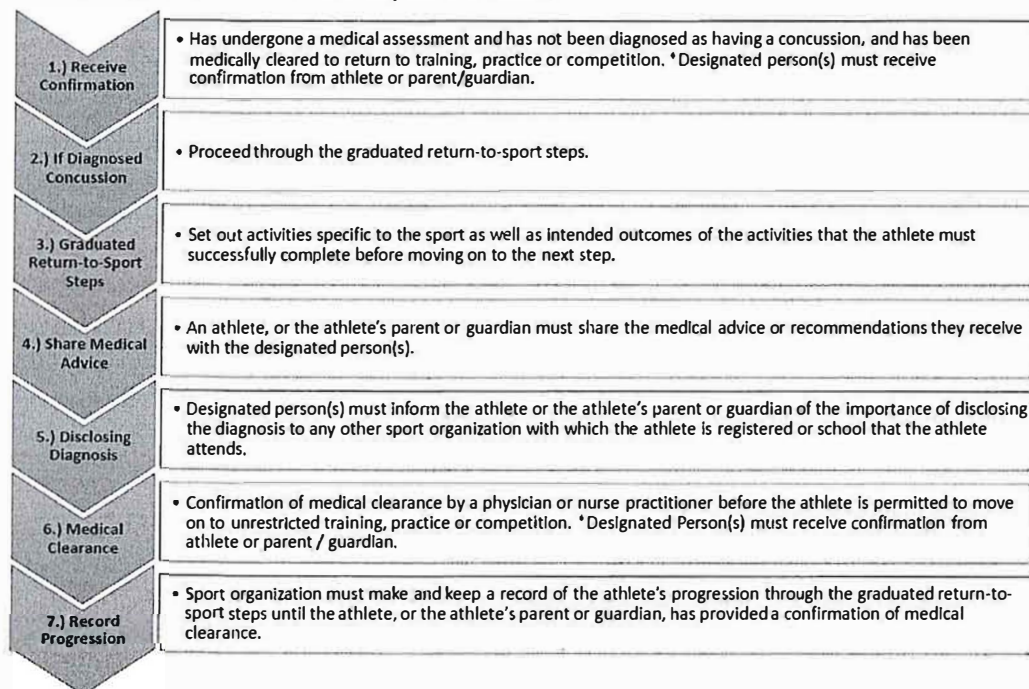 1.) Receive
Confirmation
• Has undergone a medical assessment and has not been diagnosed as having a concussion, and has been
medically cleared to return to training, practice or competition. *Designated person(s) must receive
confirmation from athlete or parent/guardian.
2.) If Diagnosed
Concussion
• Proceed through the graduated return-to-sport steps.
3.) Graduated
Return-to-Sport
Steps
• Set out activities specific to the sport as well as intended outcomes of the activities that the athlete must
successfully complete before moving on to the next step.
4.) Share Medical
Advice
• An athlete, or the athlete's parent or guardian must share the medical advice or recommendations they receive
with the designated person(s).
5.) Disclosing
Diagnosis
• Designated person(s) must inform the athlete or the athlete's parent or guardian of the importance of disclosing
the diagnosis to any other sport organization with which the athlete is registered or school that the athlete
attends.
6.) Medical
Clearance
• Confirmation of medical clearance by a physician or nurse practitioner before the athlete is permitted to move
on to unrestricted training, practice or competition. *Designated Person(s) must receive confirmation from
athlete or parent / guardian.
7.) Record
Progression
• Sport organization must make and keep a record of the athlete's progression through the graduated return-to-
sport steps until the athlete, or the athlete's parent or guardian, has provided a confirmation of medical
clearance.